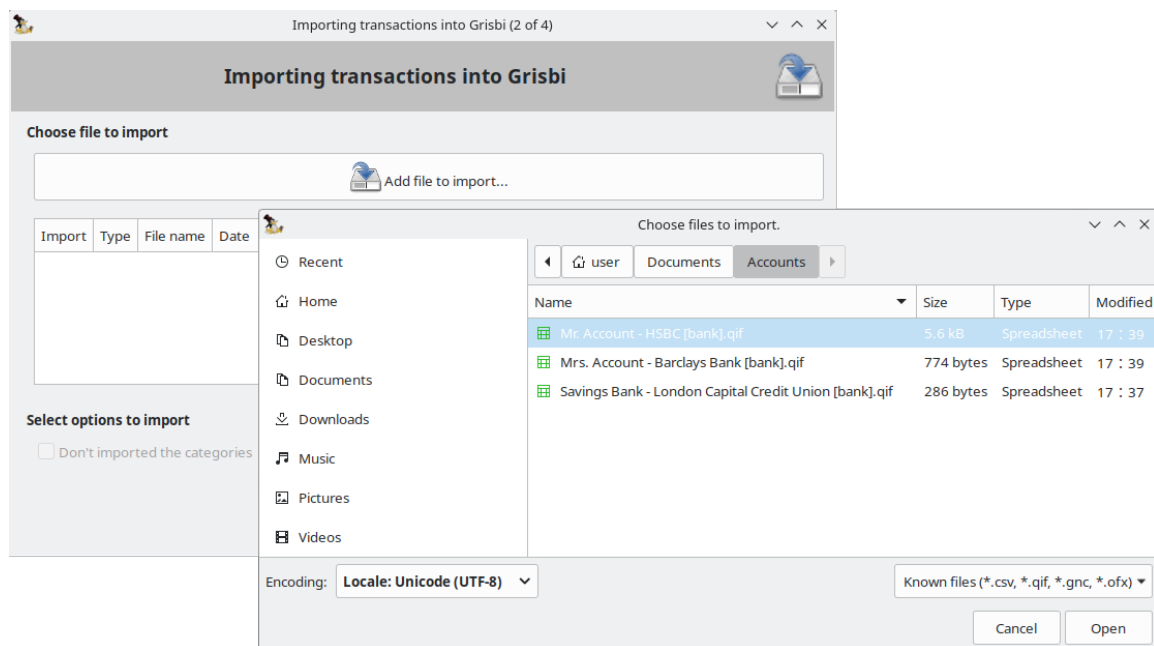 Importing transactions into Grisbi (2 of 4)
Importing transactions into Grisbi
Choose file to import
Add file to import...
Import Type File name Date
Select options to import
Don't imported the categories
Choose files to import.
Recent
Home
Desktop
Documents
Downloads
Music
Pictures
Videos
user Documents Accounts
Name Size Type Modified
Mr. Account - HSBC [bank].qif 5.6 kB Spreadsheet 17 : 39
Mrs. Account - Barclays Bank [bank].qif 774 bytes Spreadsheet 17 : 39
Savings Bank - London Capital Credit Union [bank].qif 286 bytes Spreadsheet 17 : 37
Encoding: Locale: Unicode (UTF-8) Known files (*.csv, *.qif, *.gnc, *.ofx)
Cancel Open